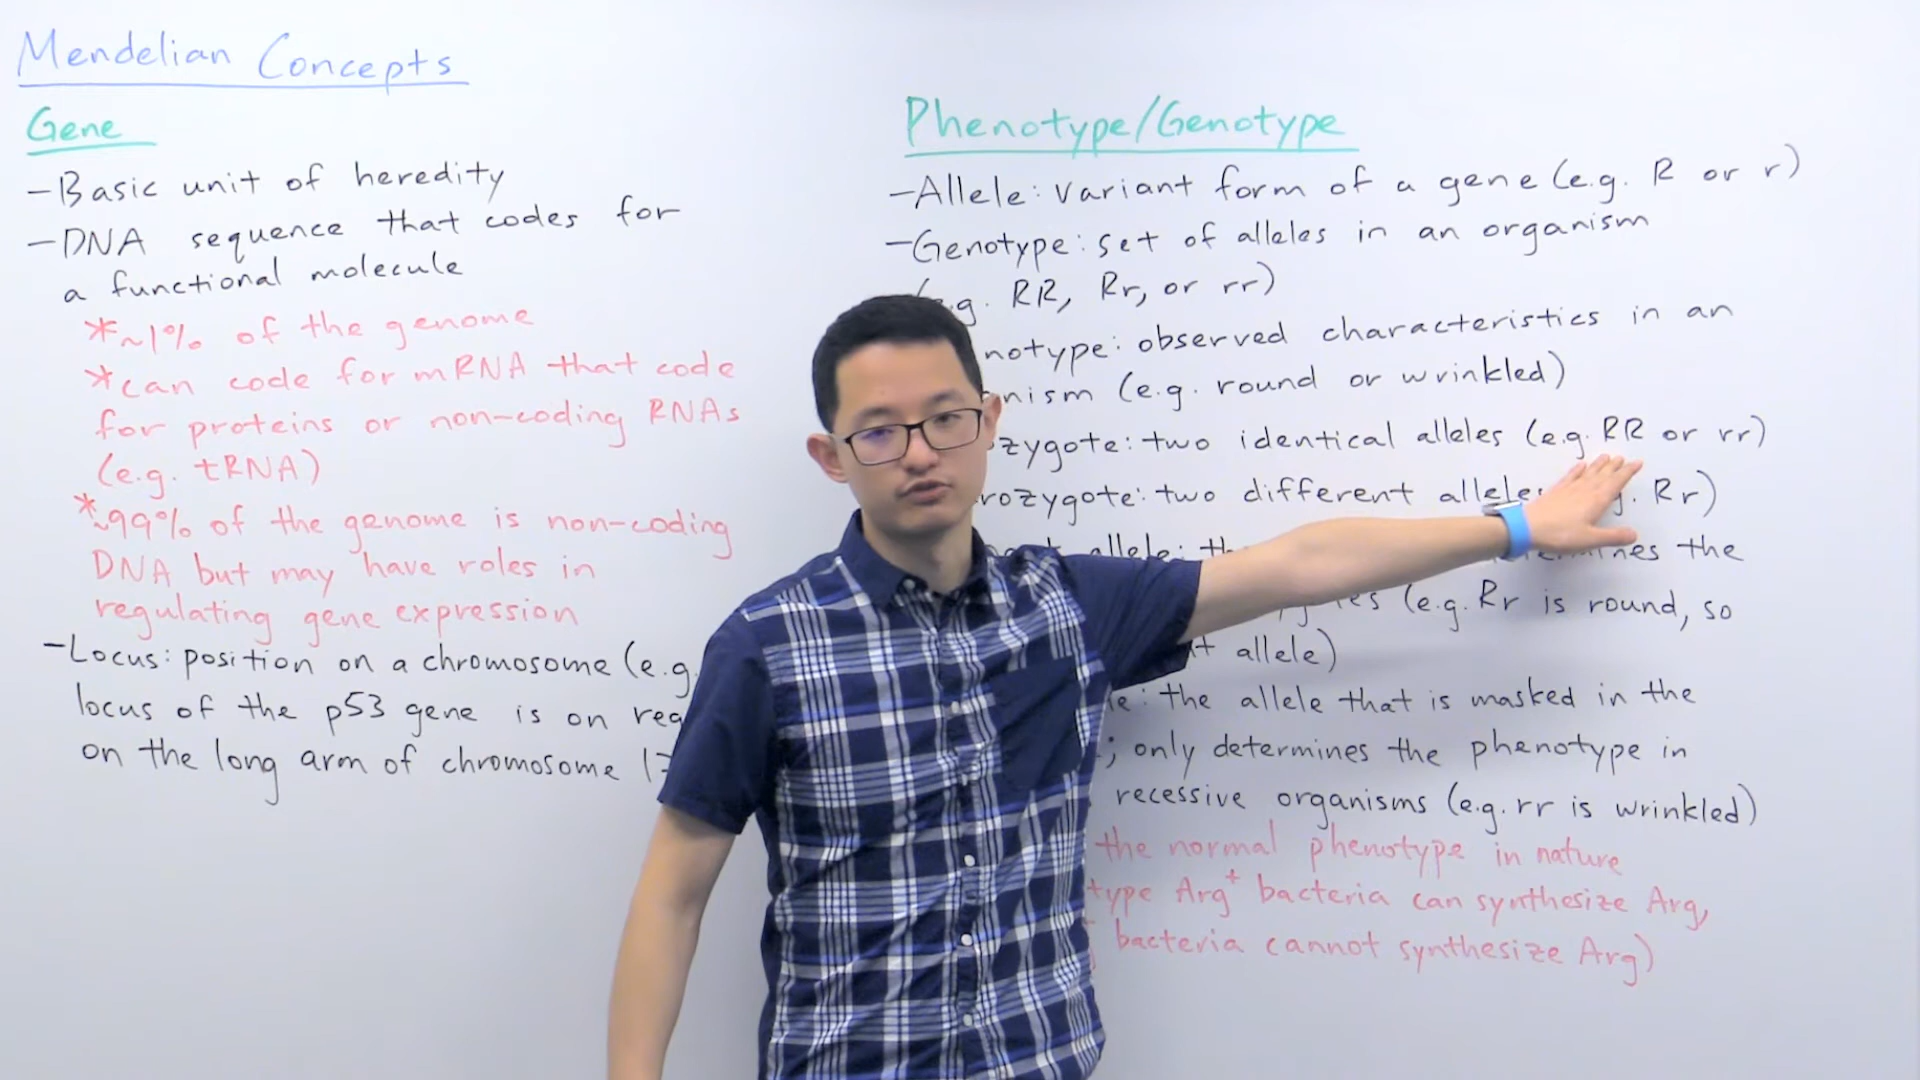 Mendelian Concepts
Gene
-Basic unit of heredity
-DNA sequence that codes for
a functional molecule
*~1% of the genome
*can code for mRNA that code
for proteins or non-coding RNAs
(e.g. tRNA)
*~99% of the genome is non-coding
DNA but may have roles in
regulating gene expression
-Locus: position on a chromosome (e.g.
locus of the p53 gene is on
on the long arm of chromosome 17
Phenotype/Genotype
-Allele: variant form of a gene (e.g. R or r)
-Genotype: set of alleles in an organism
RR, Rr, or rr)
notype: observed characteristics in an
nism (e.g. round or wrinkled)
zygote: two identical alleles (e.g. RR or rr)
rozygote: two different alleles Rr)
allele: the
(e.g. Rr is round, so
allele)
the allele that is masked in the
; only determines the phenotype in
recessive organisms (e.g. rr is wrinkled)
the normal phenotype in nature
type Arg⁺ bacteria can synthesize Arg,
bacteria cannot synthesize Arg)